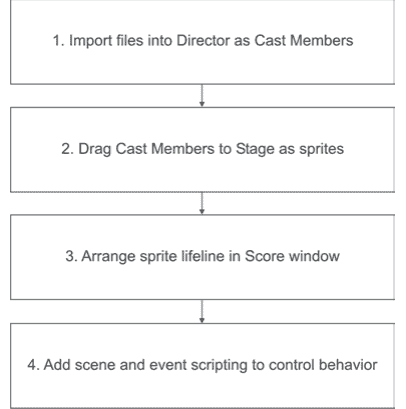 1. Import files into Director as Cast Members
2. Drag Cast Members to Stage as sprites
3. Arrange sprite lifeline in Score window
4. Add scene and event scripting to control behavior